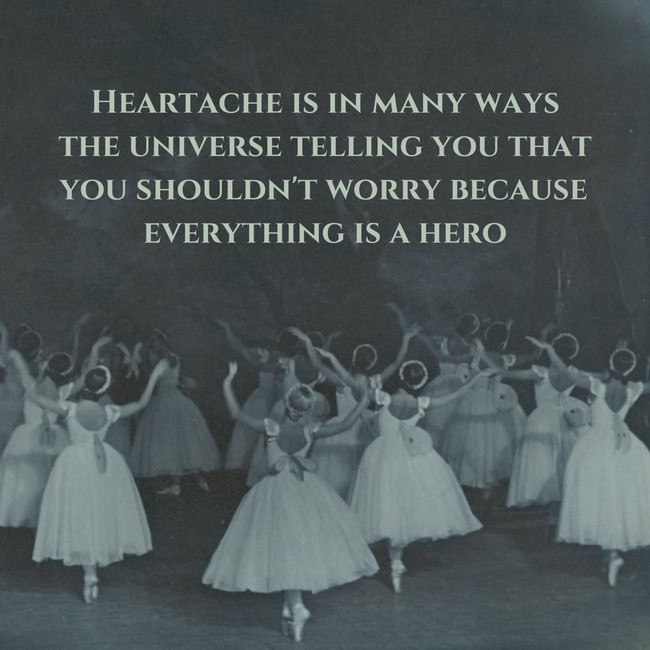 Heartache is in many ways
the universe telling you that
you shouldn't worry because
everything is a hero